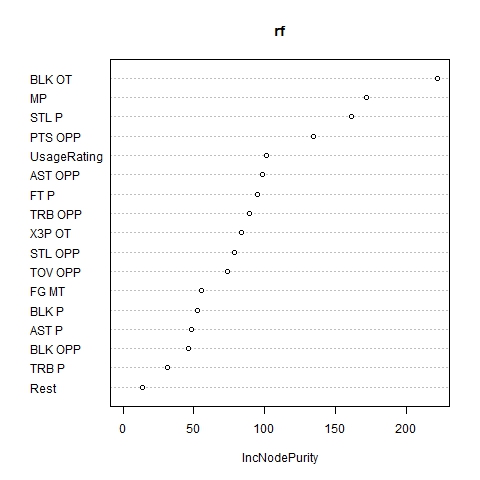 rf
BLK OT
MP
STL P
PTS OPP
UsageRating
AST OPP
FT P
TRB OPP
X3P OT
STL OPP
TOV OPP
FG MT
BLK P
AST P
BLK OPP
TRB P
Rest
0 50 100 150 200
IncNodePurity